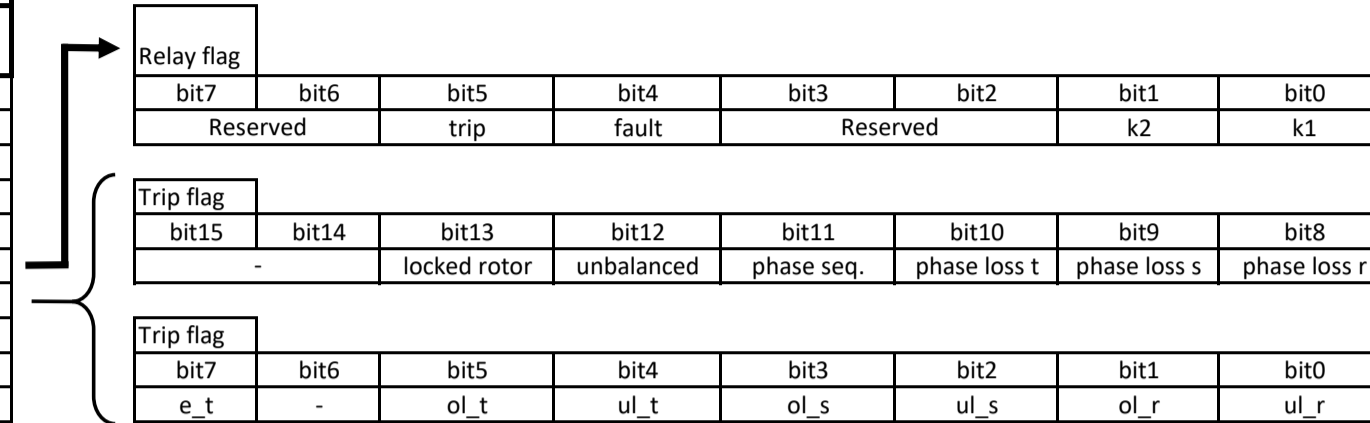 Relay flag
bit7 bit6 bit5 bit4 bit3 bit2 bit1 bit0
Reserved trip fault Reserved k2 k1
Trip flag
bit15 bit14 bit13 bit12 bit11 bit10 bit9 bit8
- locked rotor unbalanced phase seq. phase loss t phase loss s phase loss r
Trip flag
bit7 bit6 bit5 bit4 bit3 bit2 bit1 bit0
e_t - ol_t ul_t ol_s ul_s ol_r ul_r